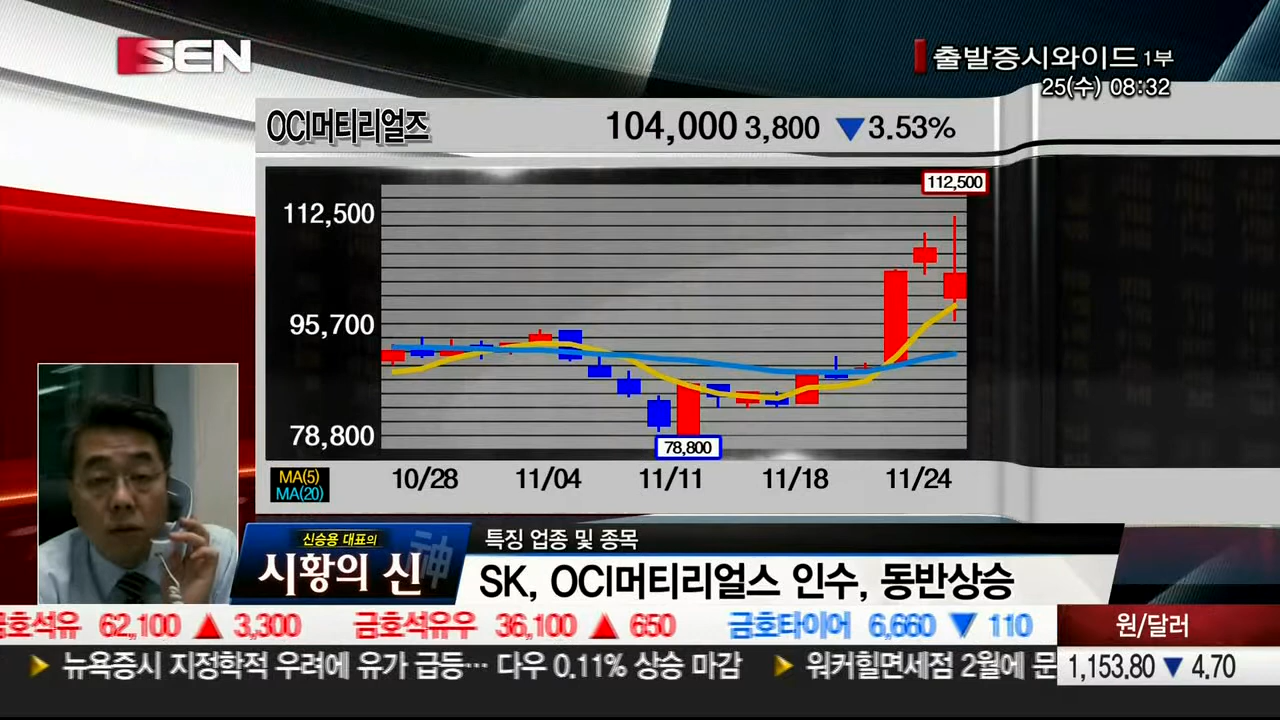 SEN
출발증시와이드 1부
25(수) 08:32
OCI머티리얼즈 104,000 3,800 ▼3.53%
112,500
112,500
95,700
78,800
78,800
MA(5)
MA(20)
10/28 11/04 11/11 11/18 11/24
신승용 대표의
시황의 신
神
특징 업종 및 종목
SK, OCI머티리얼스 인수, 동반상승
금호석유 62,100 ▲ 3,300 금호석유우 36,100 ▲ 650 금호타이어 6,660 ▼ 110
원/달러
뉴욕증시 지정학적 우려에 유가 급등… 다우 0.11% 상승 마감 워커힐면세점 2월에 문
1,153.80 ▼ 4.70